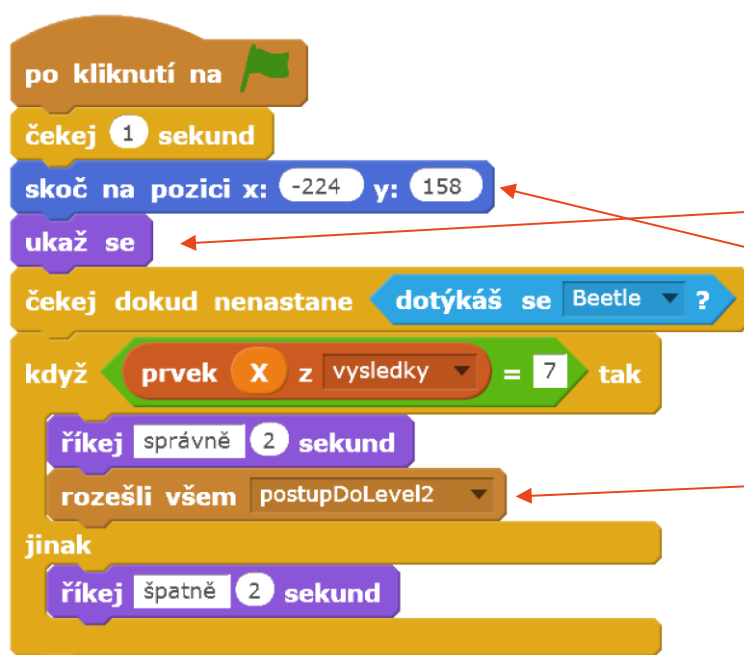 po kliknutí na
čekej 1 sekund
skoč na pozici x: -224 y: 158
ukaž se
čekej dokud nenastane dotýkáš se Beetle ?
když prvek X z vysledky = 7 tak
říkej správně 2 sekund
rozešli všem postupDoLevel2
jinak
říkej špatně 2 sekund